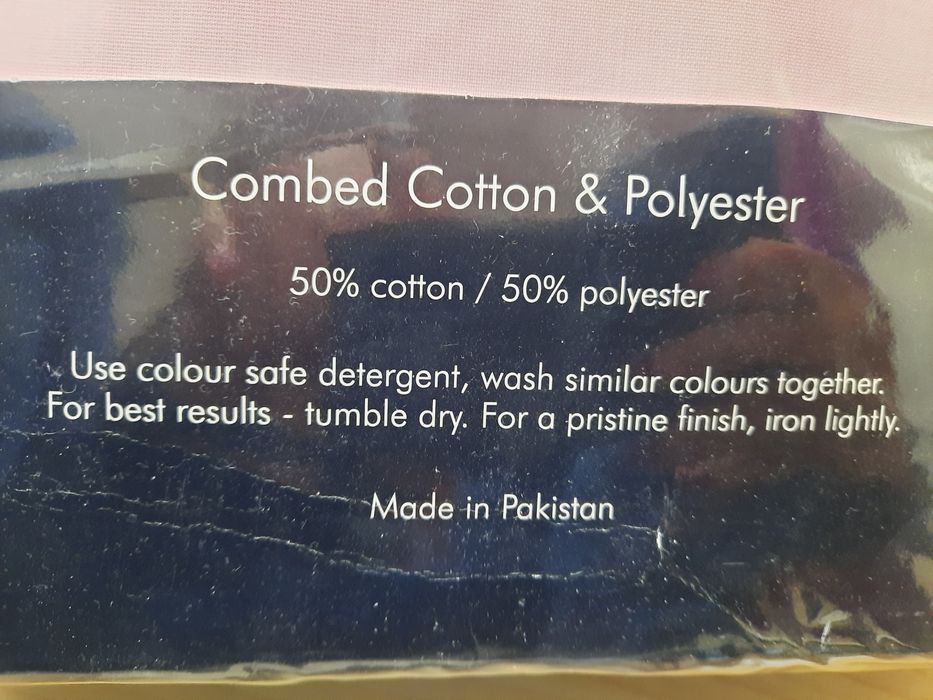 Combed Cotton & Polyester
50% cotton / 50% polyester
Use colour safe detergent, wash similar colours together.
For best results - tumble dry. For a pristine finish, iron lightly.
Made in Pakistan